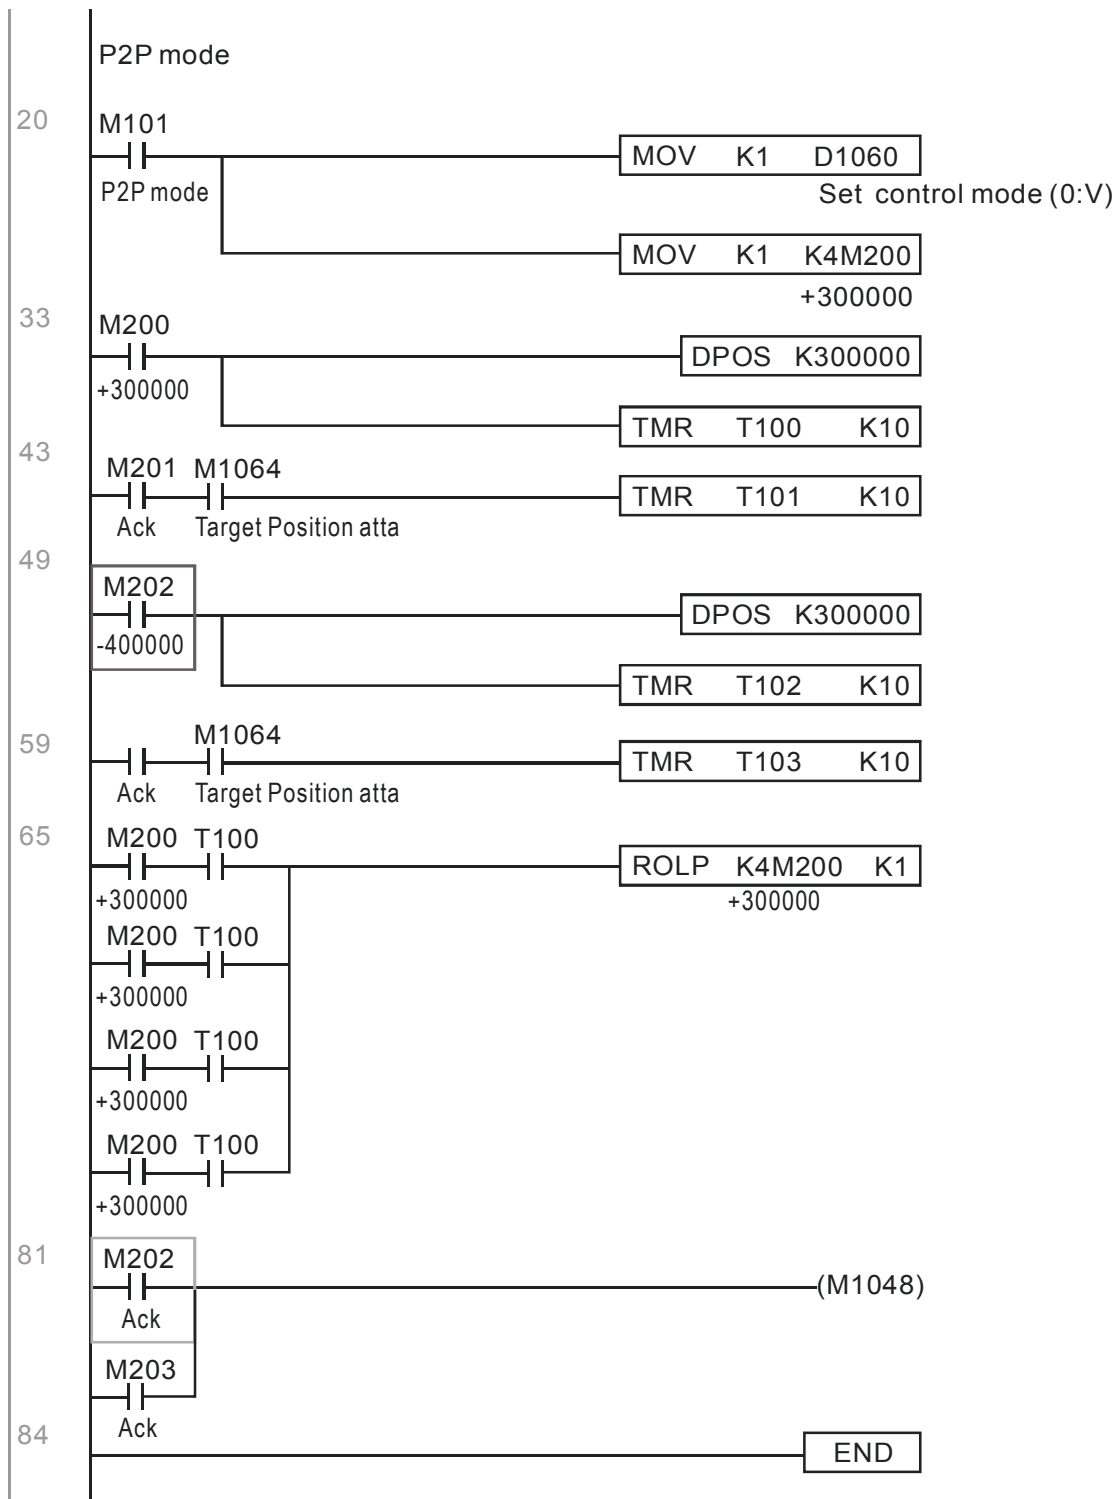 P2P mode
20
M101
MOV K1 D1060
P2P mode
Set control mode (0:V)
MOV K1 K4M200
+300000
33
M200
DPOS K300000
+300000
TMR T100 K10
43
M201 M1064
TMR T101 K10
Ack Target Position atta
49
M202
DPOS K300000
-400000
TMR T102 K10
59
M1064
TMR T103 K10
Ack Target Position atta
65
M200 T100
ROLP K4M200 K1
+300000 +300000
M200 T100
+300000
M200 T100
+300000
M200 T100
+300000
81
M202
(M1048)
Ack
M203
Ack
84
END